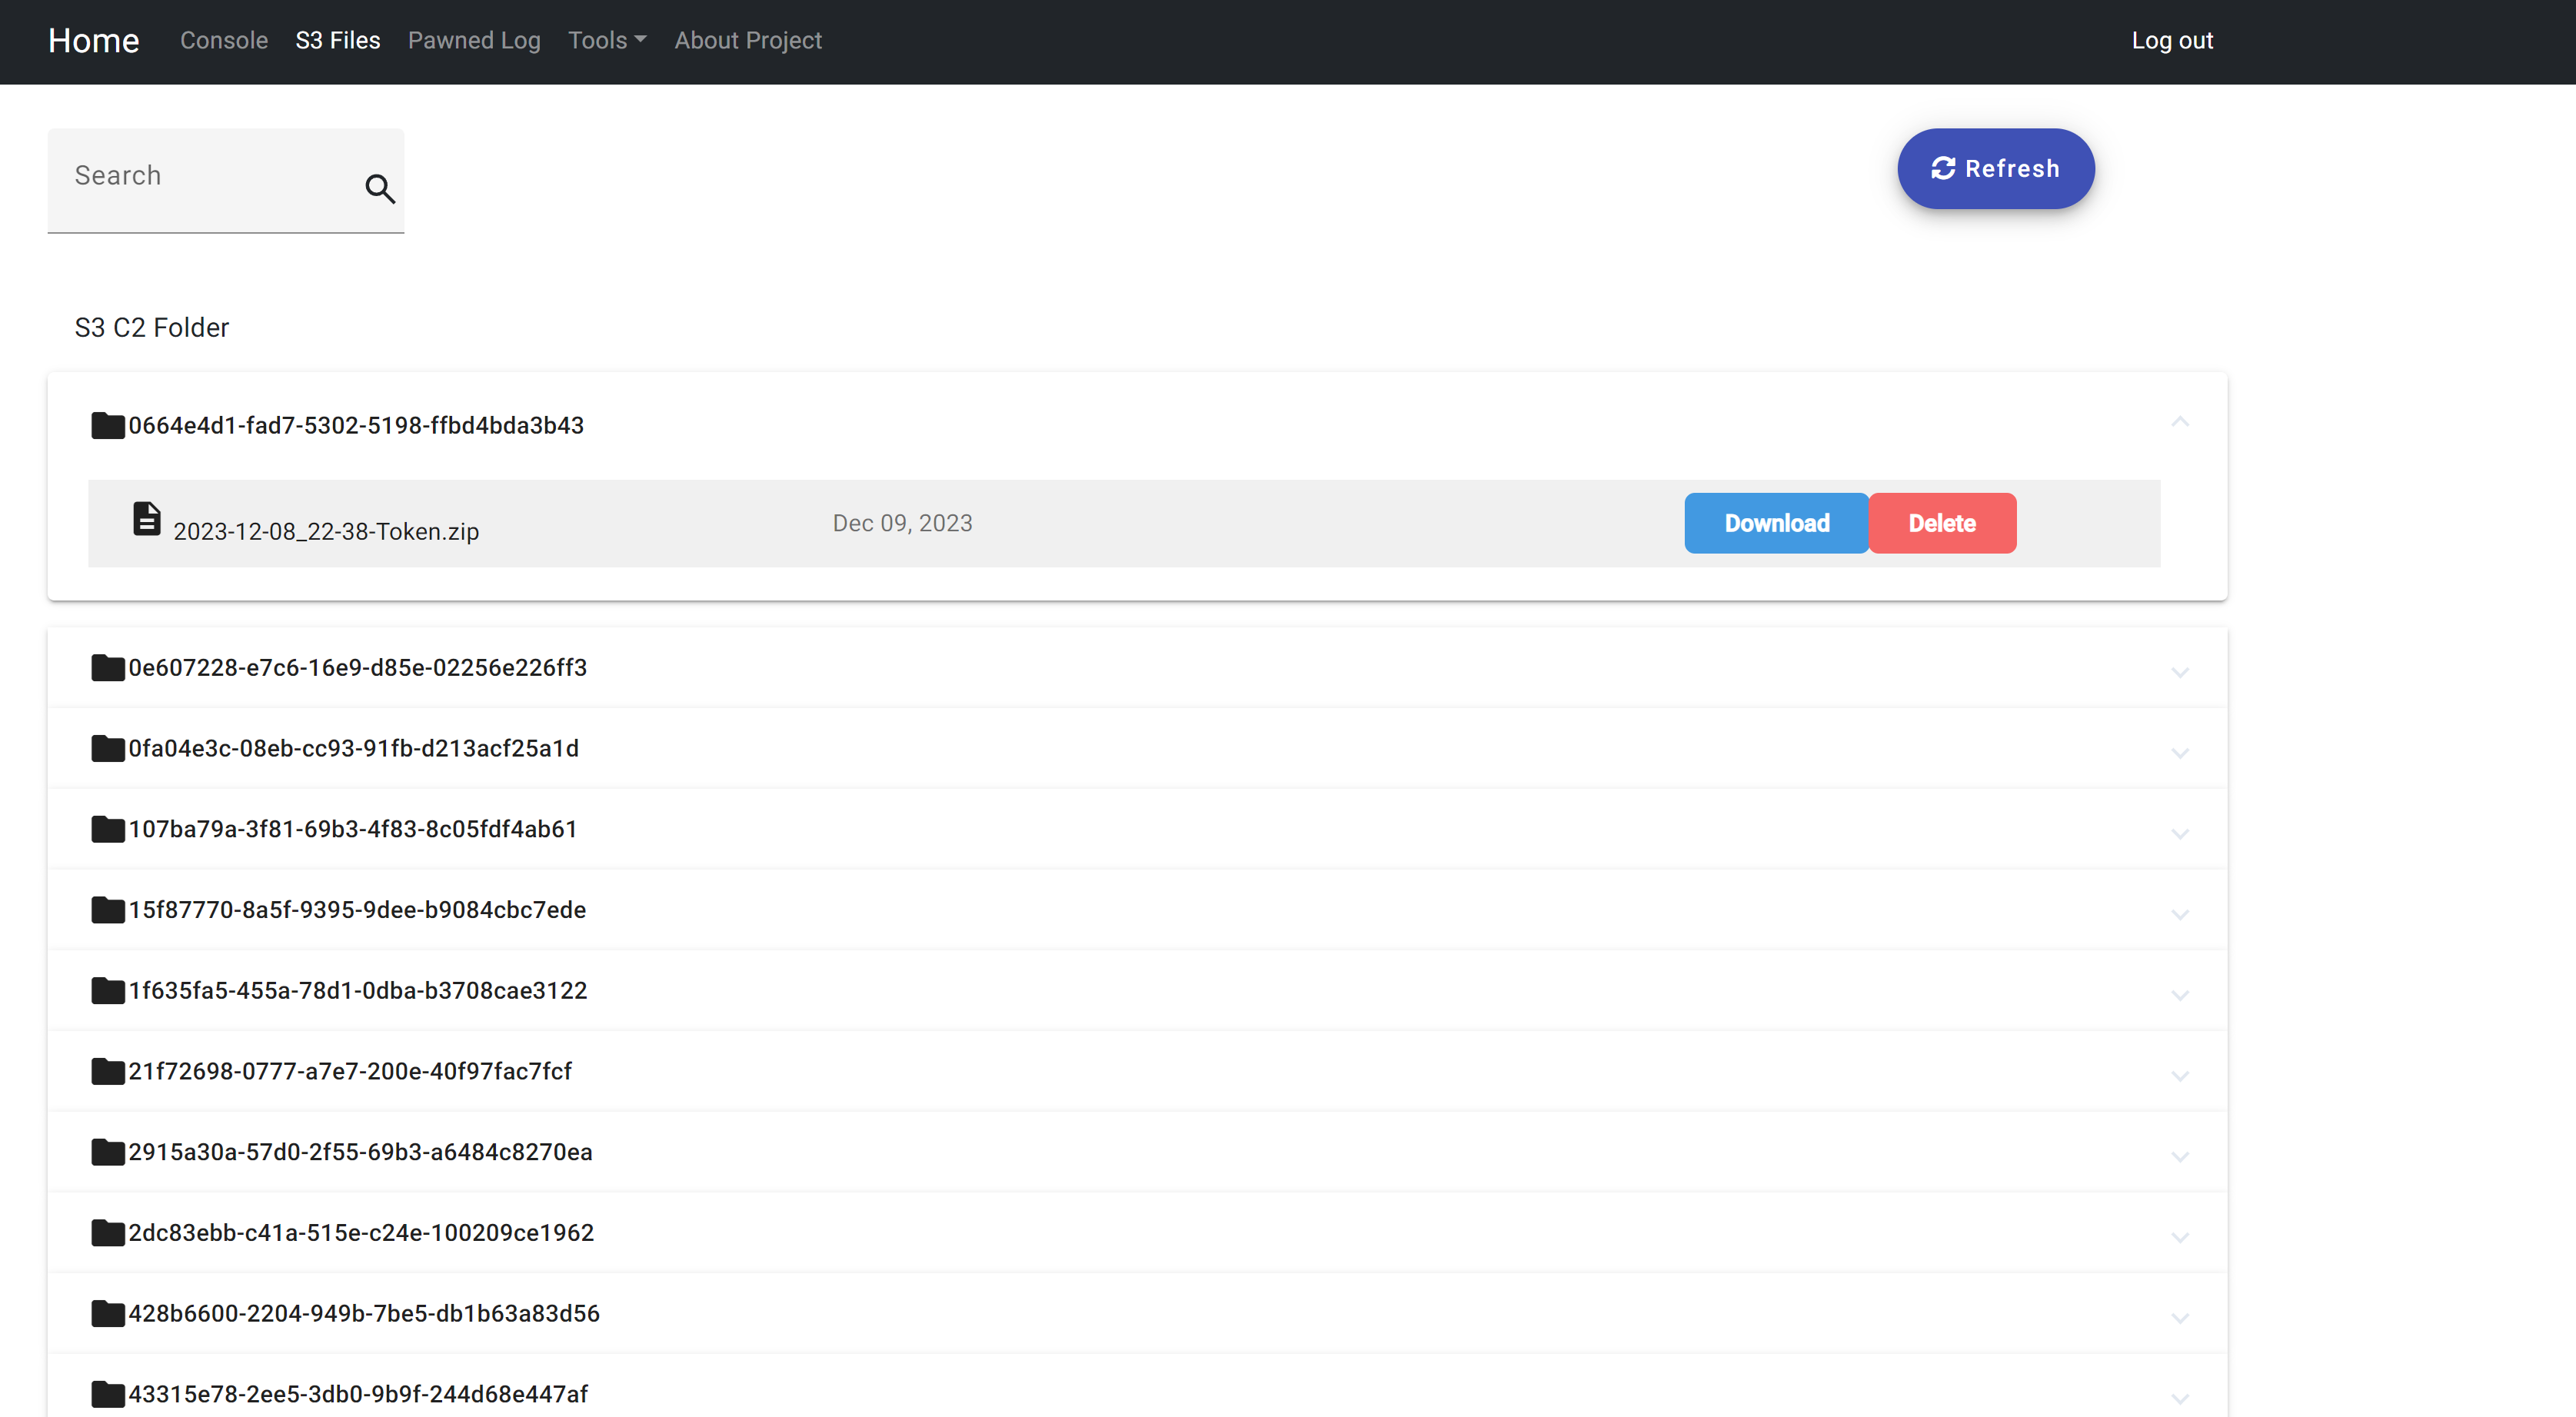 Home Console S3 Files Pawned Log Tools About Project Log out
Search
Refresh
S3 C2 Folder
0664e4d1-fad7-5302-5198-ffbd4bda3b43
2023-12-08_22-38-Token.zip Dec 09, 2023 Download Delete
0e607228-e7c6-16e9-d85e-02256e226ff3
0fa04e3c-08eb-cc93-91fb-d213acf25a1d
107ba79a-3f81-69b3-4f83-8c05fdf4ab61
15f87770-8a5f-9395-9dee-b9084cbc7ede
1f635fa5-455a-78d1-0dba-b3708cae3122
21f72698-0777-a7e7-200e-40f97fac7fcf
2915a30a-57d0-2f55-69b3-a6484c8270ea
2dc83ebb-c41a-515e-c24e-100209ce1962
428b6600-2204-949b-7be5-db1b63a83d56
43315e78-2ee5-3db0-9b9f-244d68e447af